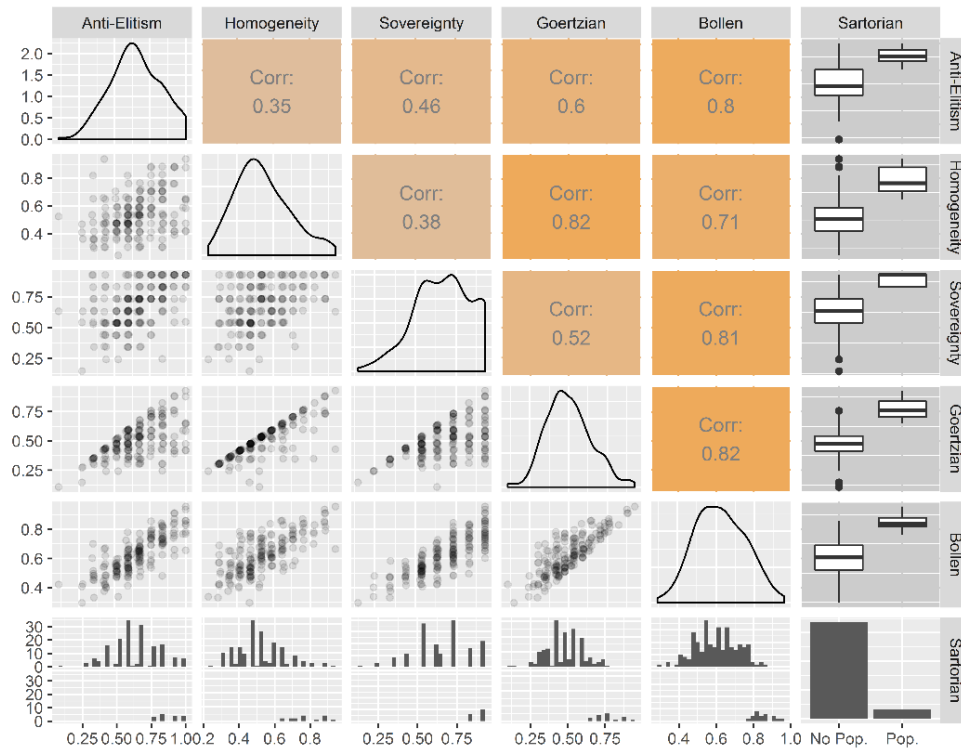 Anti-Elitism Homogeneity Sovereignty Goertzian Bollen Sartorian
2.0
1.5
1.0
0.5
0.0
Corr:
0.35
Corr:
0.46
Corr:
0.6
Corr:
0.8
Anti-Elitism
0.8
0.6
0.4
Corr:
0.38
Corr:
0.82
Corr:
0.71
Homogeneity
0.75
0.50
0.25
Corr:
0.52
Corr:
0.81
Sovereignty
0.75
0.50
0.25
Corr:
0.82
Goertzian
0.8
0.6
0.4
Bollen
30
20
10
0
30
20
10
0
Sartorian
0.25 0.50 0.75 1.00 0.2 0.4 0.6 0.8 0.25 0.50 0.75 0.25 0.50 0.75 0.4 0.6 0.8 1.0 No Pop. Pop.